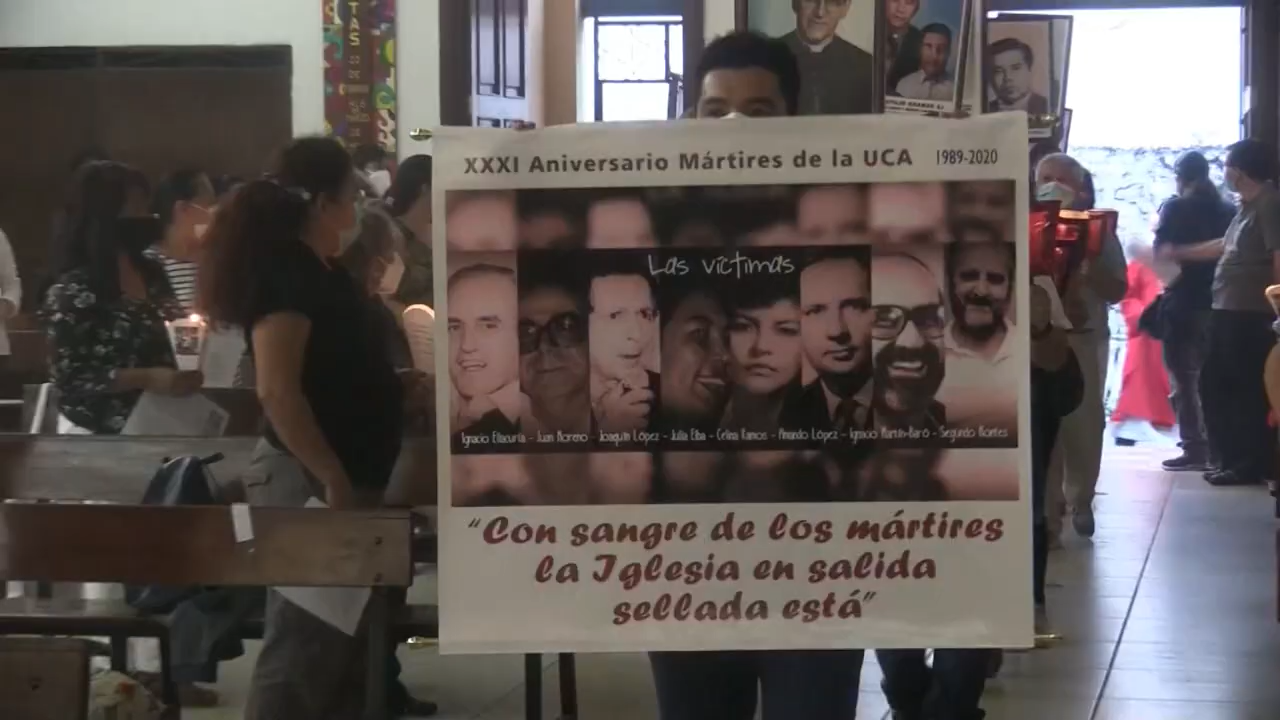 TAS
XXXI Aniversario Mártires de la UCA 1989-2020
Las víctimas
Ignacio Ellacuría - Juan Moreno - Joaquín López - Julia Elba - Celina Ramos - Amando López - Ignacio Martín-Baró - Segundo Montes
“Con sangre de los mártires
la Iglesia en salida
sellada está”